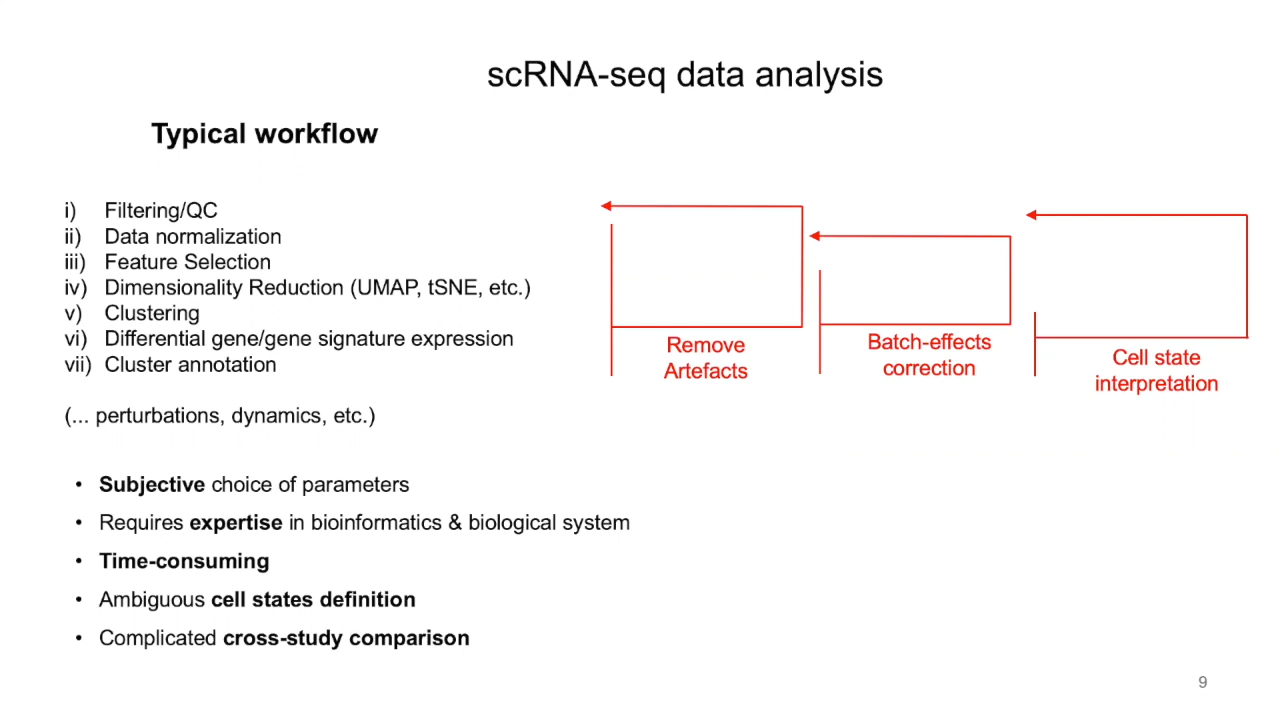 scRNA-seq data analysis
Typical workflow
i) Filtering/QC
ii) Data normalization
iii) Feature Selection
iv) Dimensionality Reduction (UMAP, tSNE, etc.)
v) Clustering
vi) Differential gene/gene signature expression
vii) Cluster annotation
(... perturbations, dynamics, etc.)
Remove
Artefacts
Batch-effects
correction
Cell state
interpretation
• Subjective choice of parameters
• Requires expertise in bioinformatics & biological system
• Time-consuming
• Ambiguous cell states definition
• Complicated cross-study comparison
9